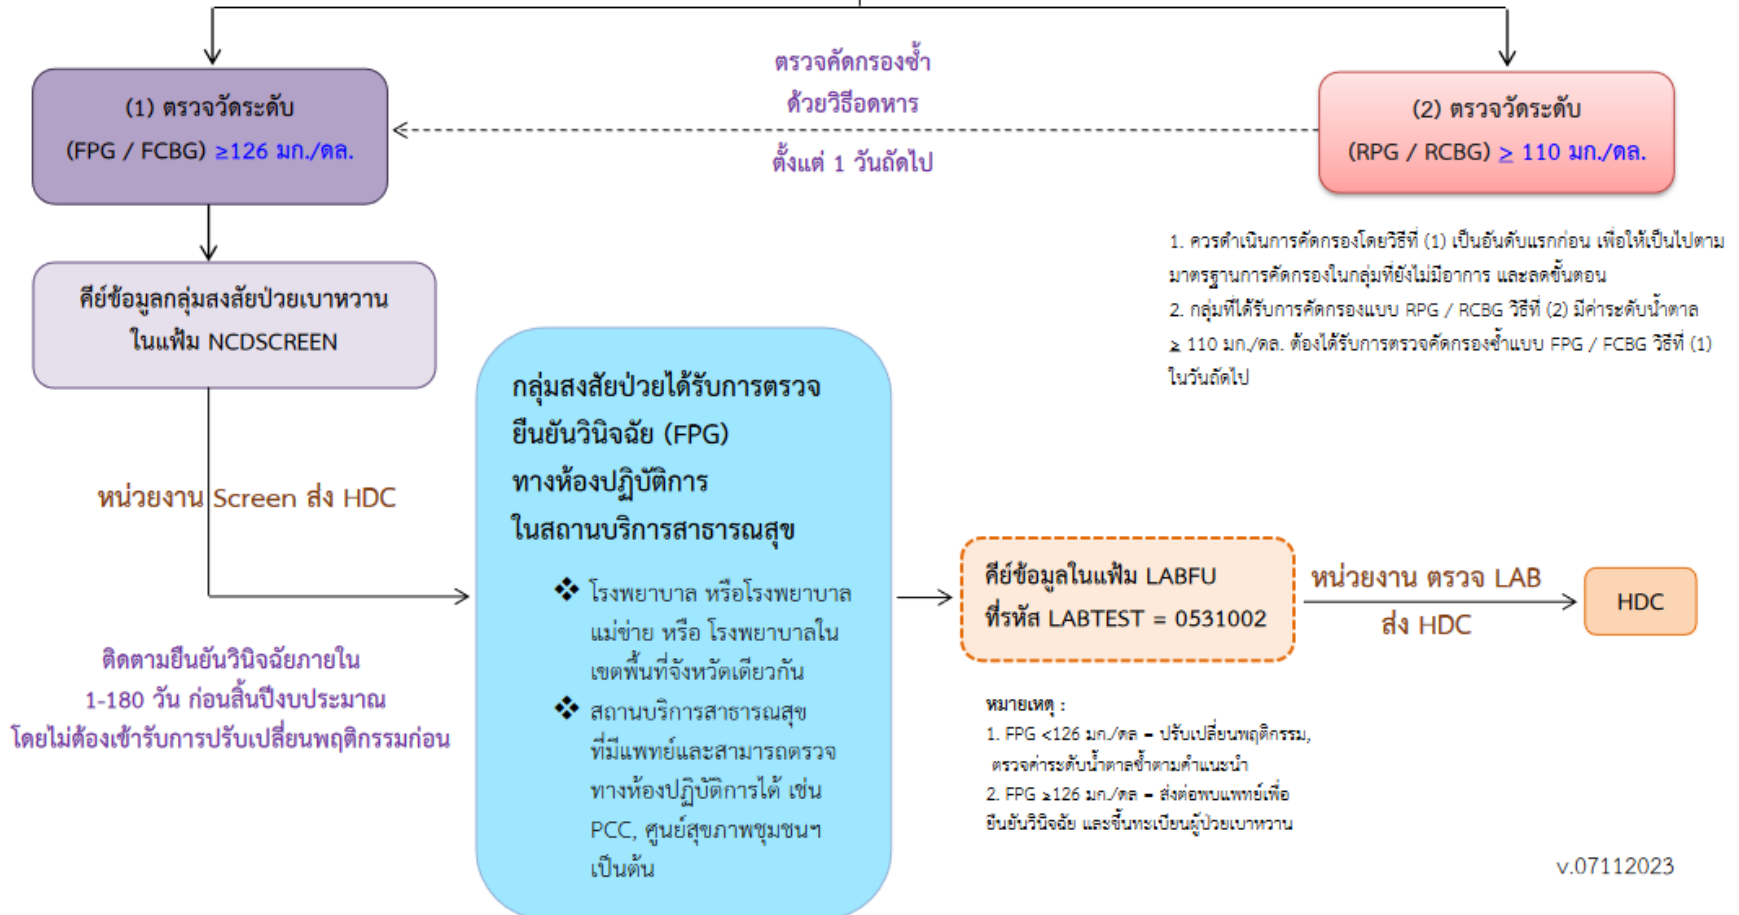 ตรวจคัดกรองซ้ำ
ด้วยวิธีอดหาร
ตั้งแต่ 1 วันถัดไป
(1) ตรวจวัดระดับ
(FPG / FCBG) ≥126 มก./ดล.
(2) ตรวจวัดระดับ
(RPG / RCBG) ≥ 110 มก./ดล.
1. ควรดำเนินการคัดกรองโดยวิธีที่ (1) เป็นอันดับแรกก่อน เพื่อให้เป็นไปตาม
มาตรฐานการคัดกรองในกลุ่มที่ยังไม่มีอาการ และลดขั้นตอน
2. กลุ่มที่ได้รับการคัดกรองแบบ RPG / RCBG วิธีที่ (2) มีค่าระดับน้ำตาล
≥ 110 มก./ดล. ต้องได้รับการตรวจคัดกรองซ้ำแบบ FPG / FCBG วิธีที่ (1)
ในวันถัดไป
คีย์ข้อมูลกลุ่มสงสัยป่วยเบาหวาน
ในแฟ้ม NCDSCREEN
หน่วยงาน Screen ส่ง HDC
ติดตามยืนยันวินิจฉัยภายใน
1-180 วัน ก่อนสิ้นปีงบประมาณ
โดยไม่ต้องเข้ารับการปรับเปลี่ยนพฤติกรรมก่อน
กลุ่มสงสัยป่วยได้รับการตรวจ
ยืนยันวินิจฉัย (FPG)
ทางห้องปฏิบัติการ
ในสถานบริการสาธารณสุข
❖ โรงพยาบาล หรือโรงพยาบาล
แม่ข่าย หรือ โรงพยาบาลใน
เขตพื้นที่จังหวัดเดียวกัน
❖ สถานบริการสาธารณสุข
ที่มีแพทย์และสามารถตรวจ
ทางห้องปฏิบัติการได้ เช่น
PCC, ศูนย์สุขภาพชุมชนฯ
เป็นต้น
คีย์ข้อมูลในแฟ้ม LABFU
ที่รหัส LABTEST = 0531002
หน่วยงาน ตรวจ LAB
ส่ง HDC
HDC
หมายเหตุ :
1. FPG <126 มก./ดล = ปรับเปลี่ยนพฤติกรรม,
ตรวจค่าระดับน้ำตาลซ้ำตามคำแนะนำ
2. FPG ≥126 มก./ดล = ส่งต่อพบแพทย์เพื่อ
ยืนยันวินิจฉัย และขึ้นทะเบียนผู้ป่วยเบาหวาน
v.07112023